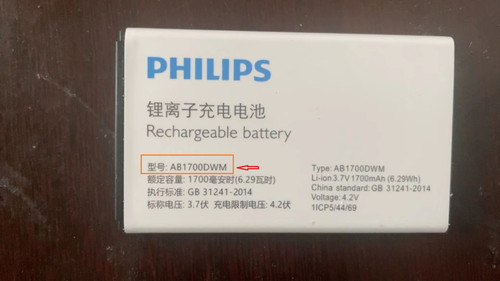 PHILIPS
锂离子充电电池
Rechargeable battery
型号: AB1700DWM
额定容量: 1700毫安时(6.29瓦时)
执行标准: GB 31241-2014
标称电压: 3.7伏 充电限制电压: 4.2伏
Type: AB1700DWM
Li-ion 3.7V 1700mAh (6.29Wh)
China standard: GB 31241-2014
Voltage: 4.2V
1ICP5/44/69